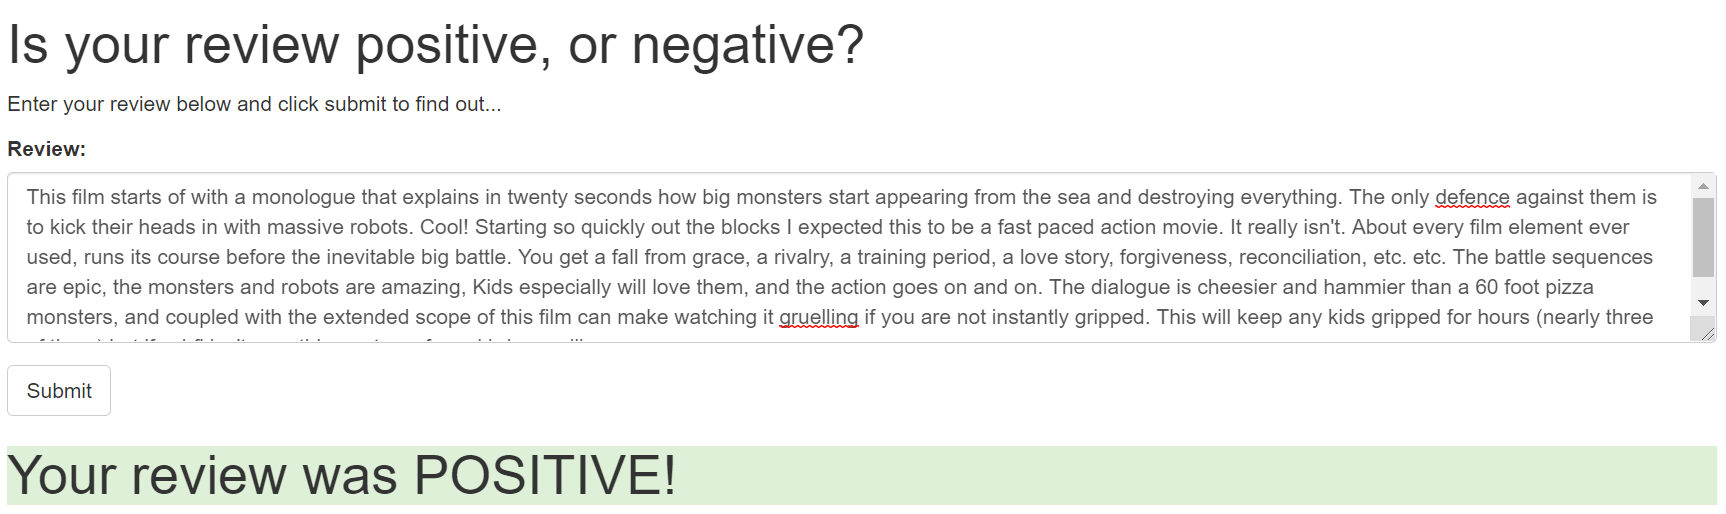 Is your review positive, or negative?
Enter your review below and click submit to find out...
Review:
This film starts of with a monologue that explains in twenty seconds how big monsters start appearing from the sea and destroying everything. The only defence against them is
to kick their heads in with massive robots. Cool! Starting so quickly out the blocks I expected this to be a fast paced action movie. It really isn't. About every film element ever
used, runs its course before the inevitable big battle. You get a fall from grace, a rivalry, a training period, a love story, forgiveness, reconciliation, etc. etc. The battle sequences
are epic, the monsters and robots are amazing, Kids especially will love them, and the action goes on and on. The dialogue is cheesier and hammier than a 60 foot pizza
monsters, and coupled with the extended scope of this film can make watching it gruelling if you are not instantly gripped. This will keep any kids gripped for hours (nearly three
Submit
Your review was POSITIVE!